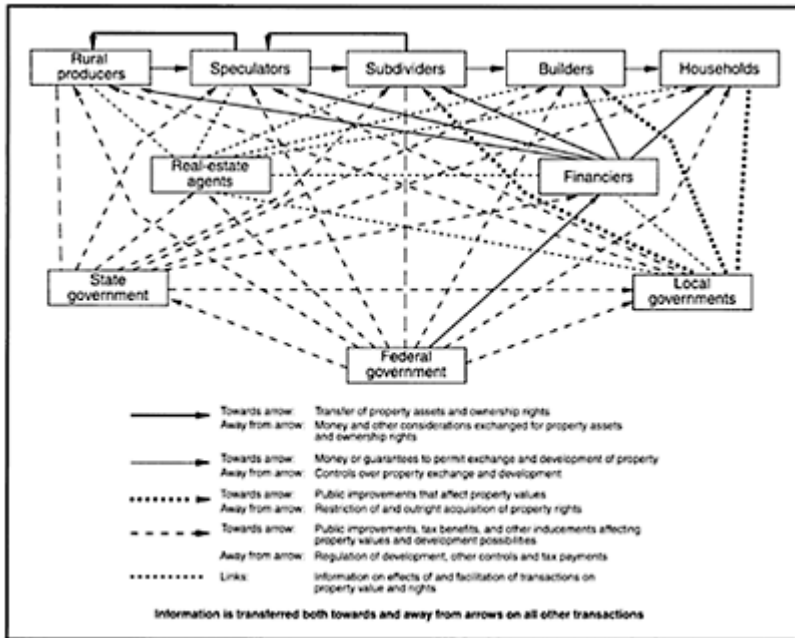 Rural
producers
Speculators
Subdividers
Builders
Households
Real-estate
agents
Financiers
State
government
Local
governments
Federal
government
Towards arrow: Transfer of property assets and ownership rights
Away from arrow: Money and other considerations exchanged for property assets
and ownership rights
Towards arrow: Money or guarantees to permit exchange and development of property
Away from arrow: Controls over property exchange and development
Towards arrow: Public improvements that affect property values
Away from arrow: Restriction of and outright acquisition of property rights
Towards arrow: Public improvements, tax benefits, and other inducements affecting
property values and development possibilities
Away from arrow: Regulation of development, other controls and tax payments
Links: Information on effects of and facilitation of transactions on
property value and rights
Information is transferred both towards and away from arrows on all other transactions